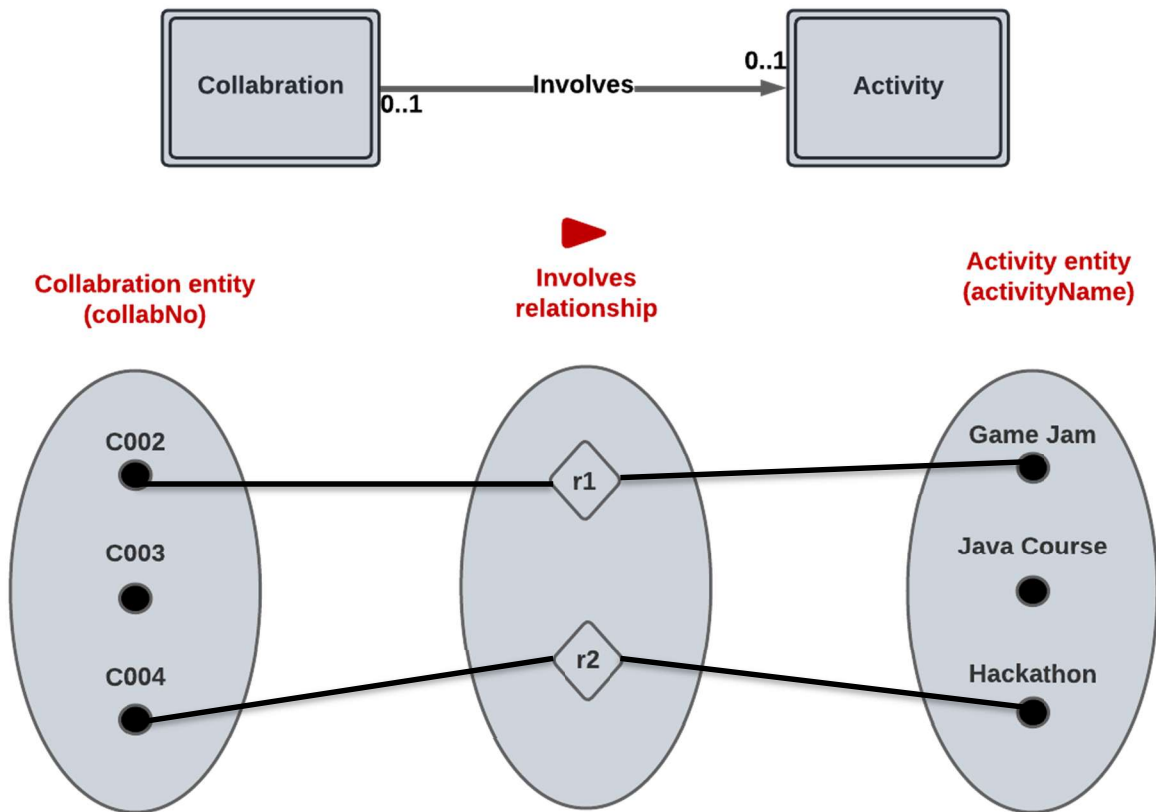 Collabration
Involves
Activity
0..1
0..1
Collabration entity
(collabNo)
Involves
relationship
Activity entity
(activityName)
C002
r1
Game Jam
C003
Java Course
C004
r2
Hackathon